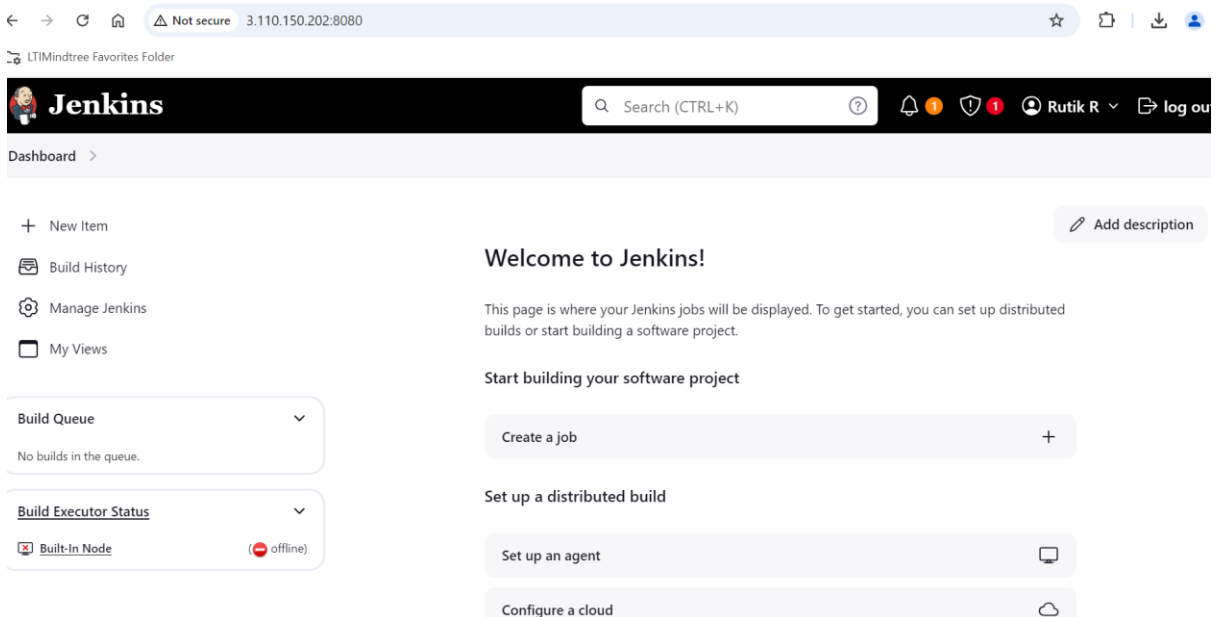 Not secure 3.110.150.202:8080
LTIMindtree Favorites Folder
Jenkins
Search (CTRL+K)
1
1
Rutik R
log out
Dashboard
New Item
Build History
Manage Jenkins
My Views
Build Queue
No builds in the queue.
Build Executor Status
Built-In Node
(offline)
Add description
Welcome to Jenkins!
This page is where your Jenkins jobs will be displayed. To get started, you can set up distributed
builds or start building a software project.
Start building your software project
Create a job
Set up a distributed build
Set up an agent
Configure a cloud